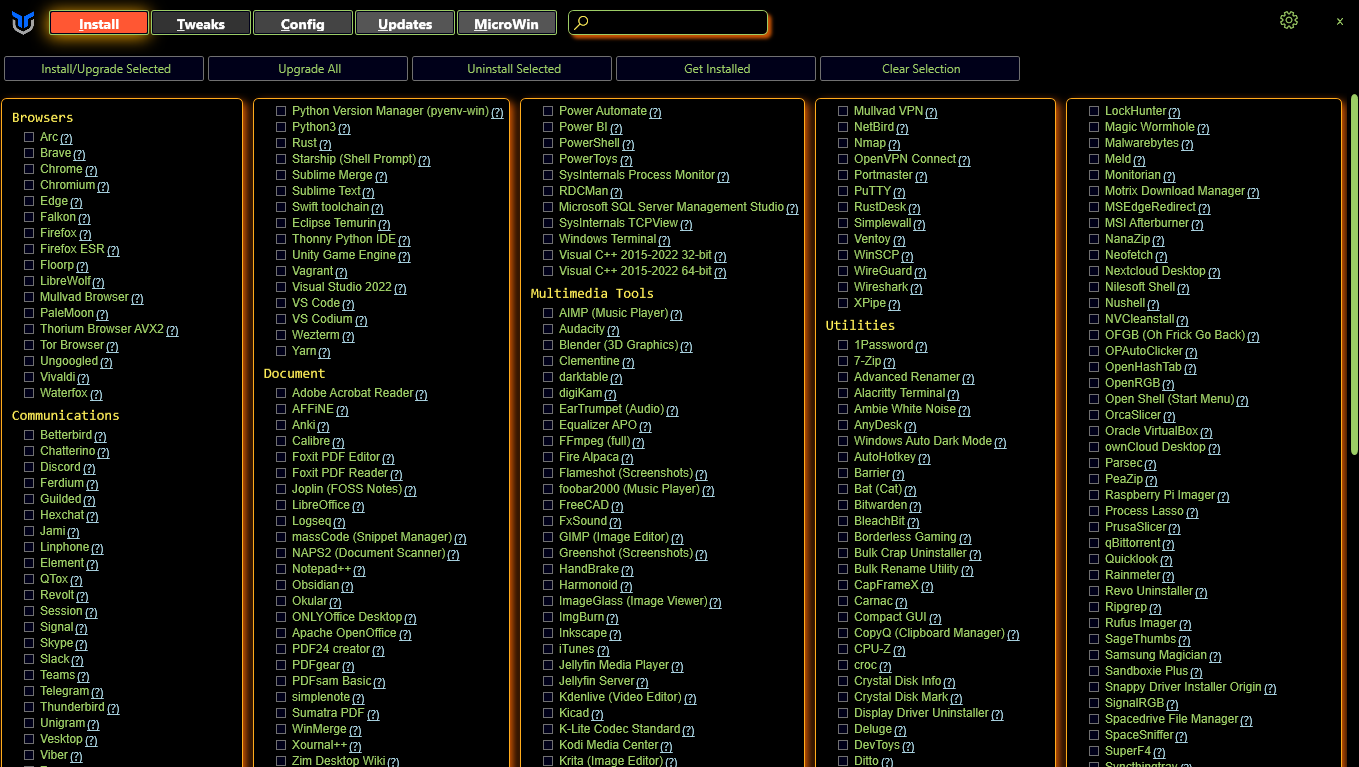 Install
Tweaks
Config
Updates
MicroWin
Install/Upgrade Selected
Upgrade All
Uninstall Selected
Get Installed
Clear Selection
Browsers
Arc (?)
Brave (?)
Chrome (?)
Chromium (?)
Edge (?)
Falkon (?)
Firefox (?)
Firefox ESR (?)
Floorp (?)
LibreWolf (?)
Mullvad Browser (?)
PaleMoon (?)
Thorium Browser AVX2 (?)
Tor Browser (?)
Ungoogled (?)
Vivaldi (?)
Waterfox (?)
Communications
Betterbird (?)
Chatterino (?)
Discord (?)
Ferdium (?)
Guilded (?)
Hexchat (?)
Jami (?)
Linphone (?)
Element (?)
QTox (?)
Revolt (?)
Session (?)
Signal (?)
Skype (?)
Slack (?)
Teams (?)
Telegram (?)
Thunderbird (?)
Unigram (?)
Vesktop (?)
Viber (?)
Python Version Manager (pyenv-win) (?)
Python3 (?)
Rust (?)
Starship (Shell Prompt) (?)
Sublime Merge (?)
Sublime Text (?)
Swift toolchain (?)
Eclipse Temurin (?)
Thonny Python IDE (?)
Unity Game Engine (?)
Vagrant (?)
Visual Studio 2022 (?)
VS Code (?)
VS Codium (?)
Wezterm (?)
Yarn (?)
Document
Adobe Acrobat Reader (?)
AFFiNE (?)
Anki (?)
Calibre (?)
Foxit PDF Editor (?)
Foxit PDF Reader (?)
Joplin (FOSS Notes) (?)
LibreOffice (?)
Logseq (?)
massCode (Snippet Manager) (?)
NAPS2 (Document Scanner) (?)
Notepad++ (?)
Obsidian (?)
Okular (?)
ONLYOffice Desktop (?)
Apache OpenOffice (?)
PDF24 creator (?)
PDFgear (?)
PDFsam Basic (?)
simplenote (?)
Sumatra PDF (?)
WinMerge (?)
Xournal++ (?)
Zim Desktop Wiki (?)
Power Automate (?)
Power BI (?)
PowerShell (?)
PowerToys (?)
SysInternals Process Monitor (?)
RDCMan (?)
Microsoft SQL Server Management Studio (?)
SysInternals TCPView (?)
Windows Terminal (?)
Visual C++ 2015-2022 32-bit (?)
Visual C++ 2015-2022 64-bit (?)
Multimedia Tools
AIMP (Music Player) (?)
Audacity (?)
Blender (3D Graphics) (?)
Clementine (?)
darktable (?)
digiKam (?)
EarTrumpet (Audio) (?)
Equalizer APO (?)
FFmpeg (full) (?)
Fire Alpaca (?)
Flameshot (Screenshots) (?)
foobar2000 (Music Player) (?)
FreeCAD (?)
FxSound (?)
GIMP (Image Editor) (?)
Greenshot (Screenshots) (?)
HandBrake (?)
Harmonoid (?)
ImageGlass (Image Viewer) (?)
ImgBurn (?)
Inkscape (?)
iTunes (?)
Jellyfin Media Player (?)
Jellyfin Server (?)
Kdenlive (Video Editor) (?)
Kicad (?)
K-Lite Codec Standard (?)
Kodi Media Center (?)
Krita (Image Editor) (?)
Mullvad VPN (?)
NetBird (?)
Nmap (?)
OpenVPN Connect (?)
Portmaster (?)
PuTTY (?)
RustDesk (?)
Simplewall (?)
Ventoy (?)
WinSCP (?)
WireGuard (?)
Wireshark (?)
XPipe (?)
Utilities
1Password (?)
7-Zip (?)
Advanced Renamer (?)
Alacritty Terminal (?)
Ambie White Noise (?)
AnyDesk (?)
Windows Auto Dark Mode (?)
AutoHotkey (?)
Barrier (?)
Bat (Cat) (?)
Bitwarden (?)
BleachBit (?)
Borderless Gaming (?)
Bulk Crap Uninstaller (?)
Bulk Rename Utility (?)
CapFrameX (?)
Carnac (?)
Compact GUI (?)
CopyQ (Clipboard Manager) (?)
CPU-Z (?)
croc (?)
Crystal Disk Info (?)
Crystal Disk Mark (?)
Display Driver Uninstaller (?)
Deluge (?)
DevToys (?)
Ditto (?)
LockHunter (?)
Magic Wormhole (?)
Malwarebytes (?)
Meld (?)
Monitorian (?)
Motrix Download Manager (?)
MSEdgeRedirect (?)
MSI Afterburner (?)
NanaZip (?)
Neofetch (?)
Nextcloud Desktop (?)
Nilesoft Shell (?)
Nushell (?)
NVCleanstall (?)
OFGB (Oh Frick Go Back) (?)
OPAutoClicker (?)
OpenHashTab (?)
OpenRGB (?)
Open Shell (Start Menu) (?)
OrcaSlicer (?)
Oracle VirtualBox (?)
ownCloud Desktop (?)
Parsec (?)
PeaZip (?)
Raspberry Pi Imager (?)
Process Lasso (?)
PrusaSlicer (?)
qBittorrent (?)
Quicklook (?)
Rainmeter (?)
Revo Uninstaller (?)
Ripgrep (?)
Rufus Imager (?)
SageThumbs (?)
Samsung Magician (?)
Sandboxie Plus (?)
Snappy Driver Installer Origin (?)
SignalRGB (?)
Spacedrive File Manager (?)
SpaceSniffer (?)
SuperF4 (?)
Syncthingtray (?)